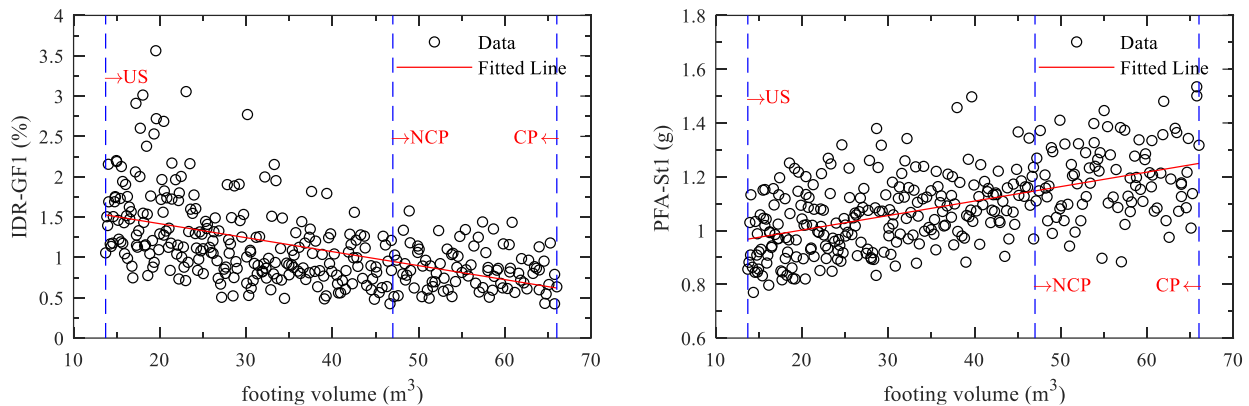 4
3.5
3
2.5
2
1.5
1
0.5
0
IDR-GF1 (%)
→US
Data
Fitted Line
→NCP
CP←
10 20 30 40 50 60 70
footing volume (m³)
1.8
1.6
1.4
1.2
1
0.8
0.6
PFA-St1 (g)
→US
Data
Fitted Line
→NCP
CP←
10 20 30 40 50 60 70
footing volume (m³)